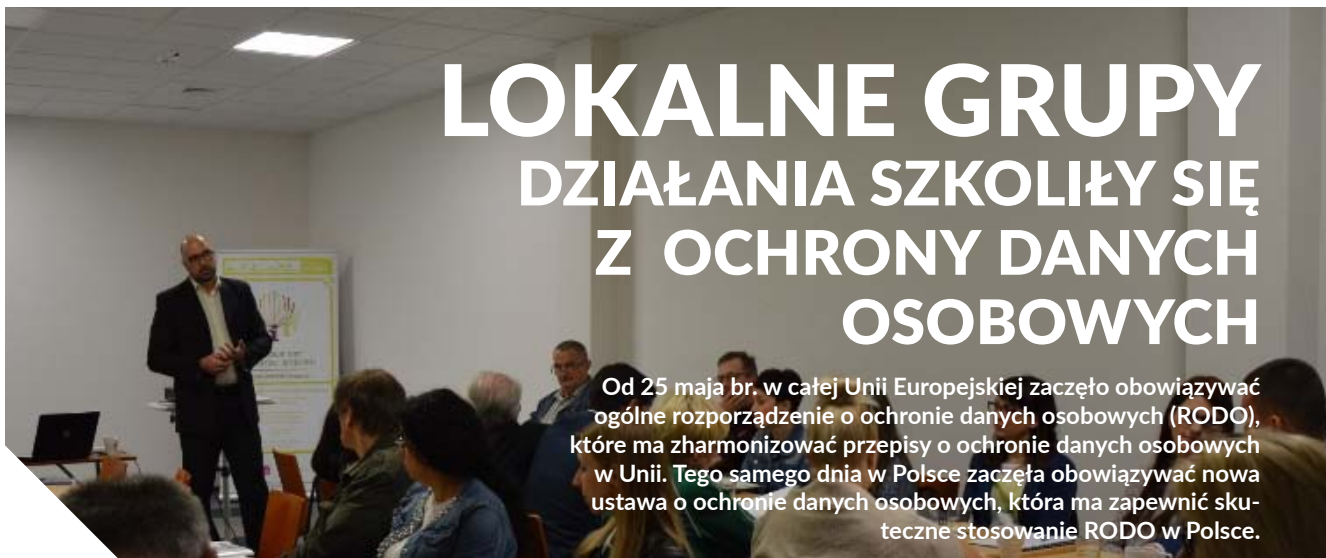 LOKALNE GRUPY
DZIAŁANIA SZKOLIŁY SIĘ
Z OCHRONY DANYCH
OSOBOWYCH
Od 25 maja br. w całej Unii Europejskiej zaczęło obowiązywać
ogólne rozporządzenie o ochronie danych osobowych (RODO),
które ma zharmonizować przepisy o ochronie danych osobowych
w Unii. Tego samego dnia w Polsce zaczęła obowiązywać nowa
ustawa o ochronie danych osobowych, która ma zapewnić sku-
teczne stosowanie RODO w Polsce.